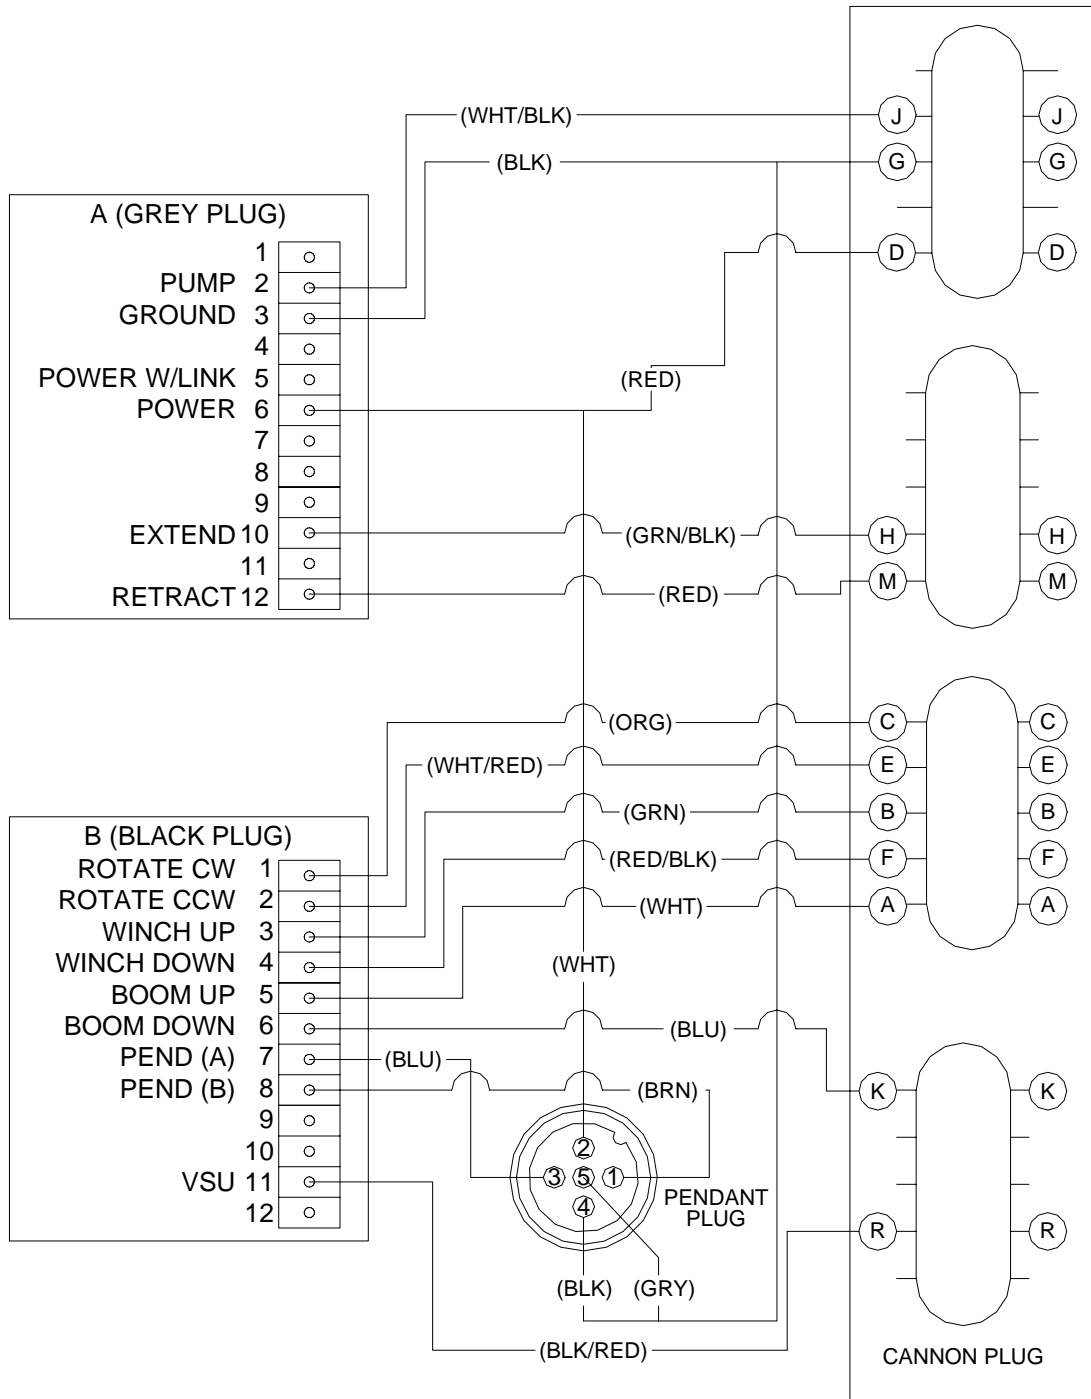 A (GREY PLUG)
1
PUMP 2
GROUND 3
4
POWER W/LINK 5
POWER 6
7
8
9
EXTEND 10
11
RETRACT 12
(WHT/BLK)
(BLK)
(RED)
(GRN/BLK)
(RED)
J J
G G
D D
H H
M M
B (BLACK PLUG)
ROTATE CW 1
ROTATE CCW 2
WINCH UP 3
WINCH DOWN 4
BOOM UP 5
BOOM DOWN 6
PEND (A) 7
PEND (B) 8
9
10
VSU 11
12
(ORG)
(WHT/RED)
(GRN)
(RED/BLK)
(WHT)
(WHT)
(BLU)
(BLU)
(BRN)
C C
E E
B B
F F
A A
K K
R R
2
3 5 1
4
PENDANT
PLUG
(BLK) (GRY)
(BLK/RED)
CANNON PLUG